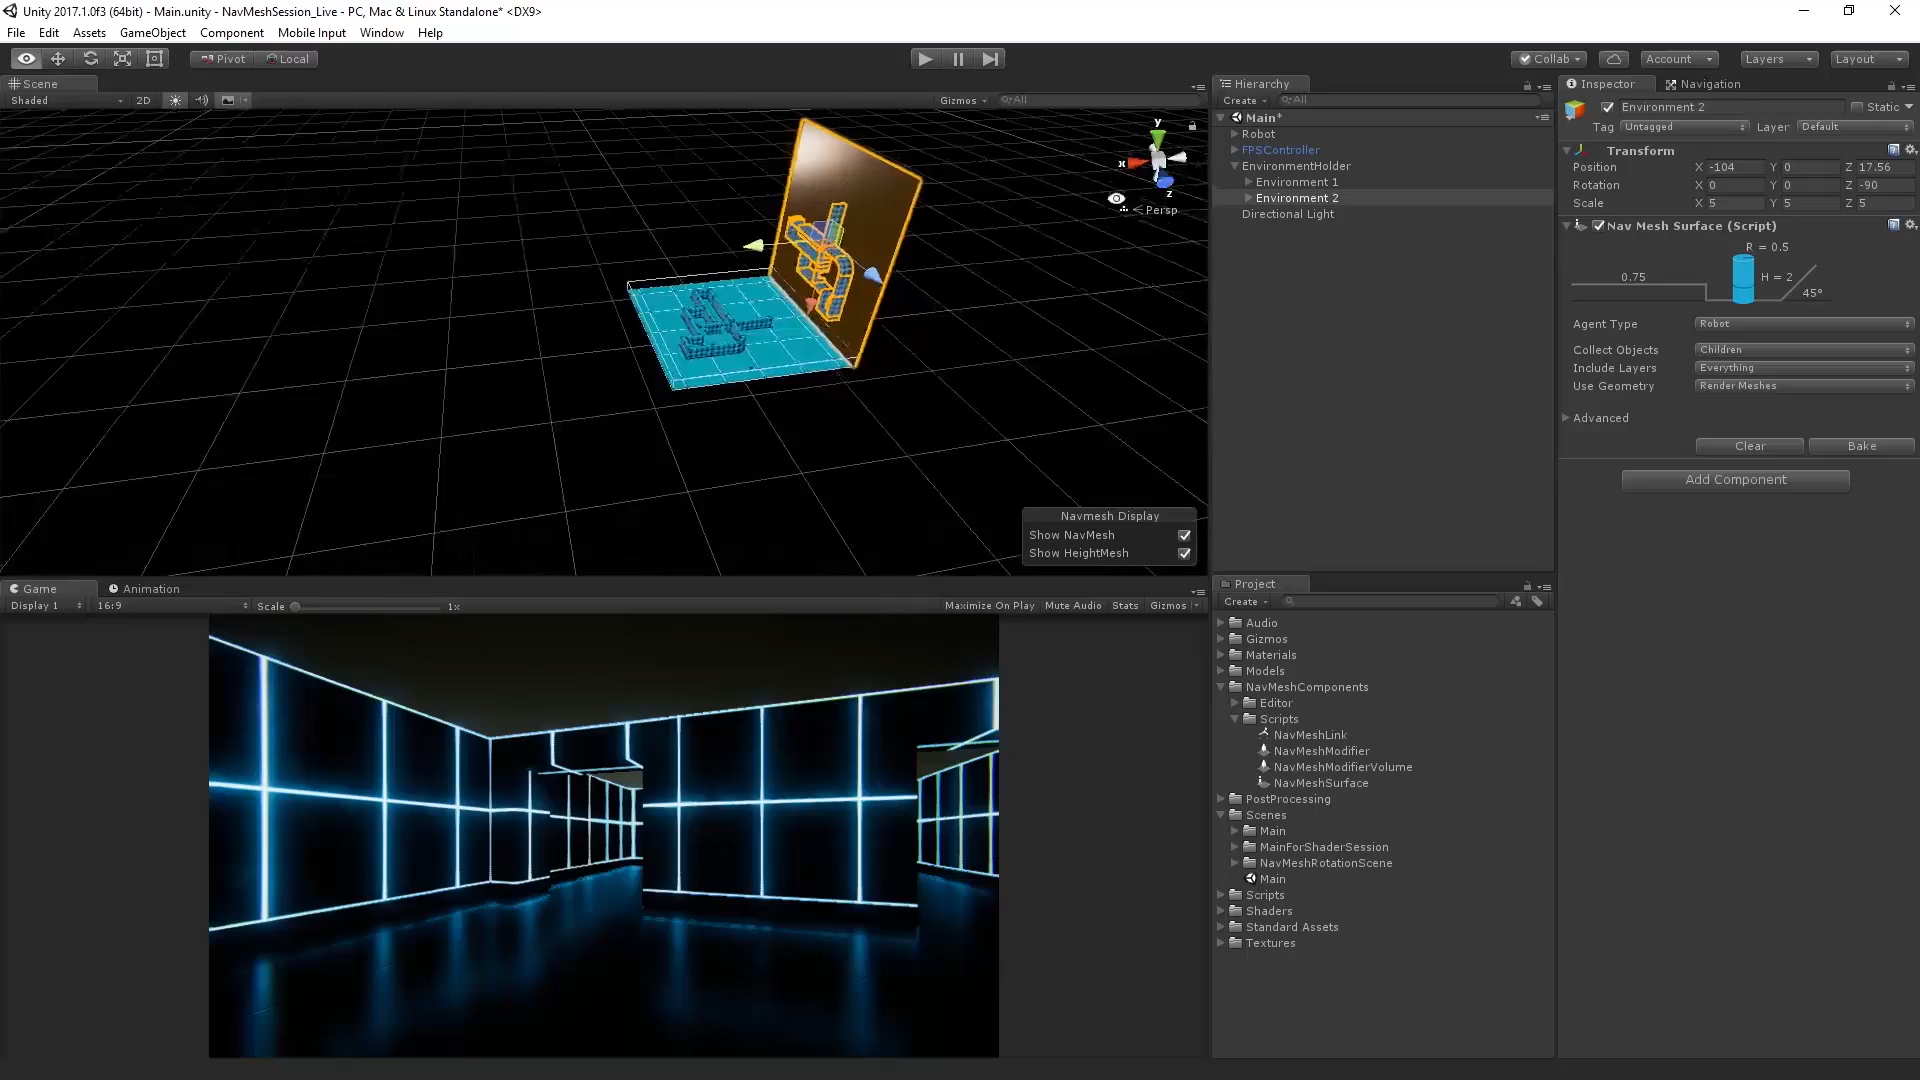 Unity 2017.1.0f3 (64bit) - Main.unity - NavMeshSession_Live - PC, Mac & Linux Standalone* <DX9>
File Edit Assets GameObject Component Mobile Input Window Help
Pivot Local Collab Account Layers Layout
Scene
Shaded 2D Gizmos All
y
x
z
Persp
Navmesh Display
Show NavMesh
Show HeightMesh
Game Animation
Display 1 16:9 Scale 1x Maximize On Play Mute Audio Stats Gizmos
Hierarchy
Create All
Main*
Robot
FPSController
EnvironmentHolder
Environment 1
Environment 2
Directional Light
Project
Create
Audio
Gizmos
Materials
Models
NavMeshComponents
Editor
Scripts
NavMeshLink
NavMeshModifier
NavMeshModifierVolume
NavMeshSurface
PostProcessing
Scenes
Main
MainForShaderSession
NavMeshRotationScene
Main
Scripts
Shaders
Standard Assets
Textures
Inspector Navigation
Environment 2 Static
Tag Untagged Layer Default
Transform
Position X -104 Y 0 Z 17.56
Rotation X 0 Y 0 Z -90
Scale X 5 Y 5 Z 5
Nav Mesh Surface (Script)
R = 0.5
0.75 H = 2
45°
Agent Type Robot
Collect Objects Children
Include Layers Everything
Use Geometry Render Meshes
Advanced
Clear Bake
Add Component